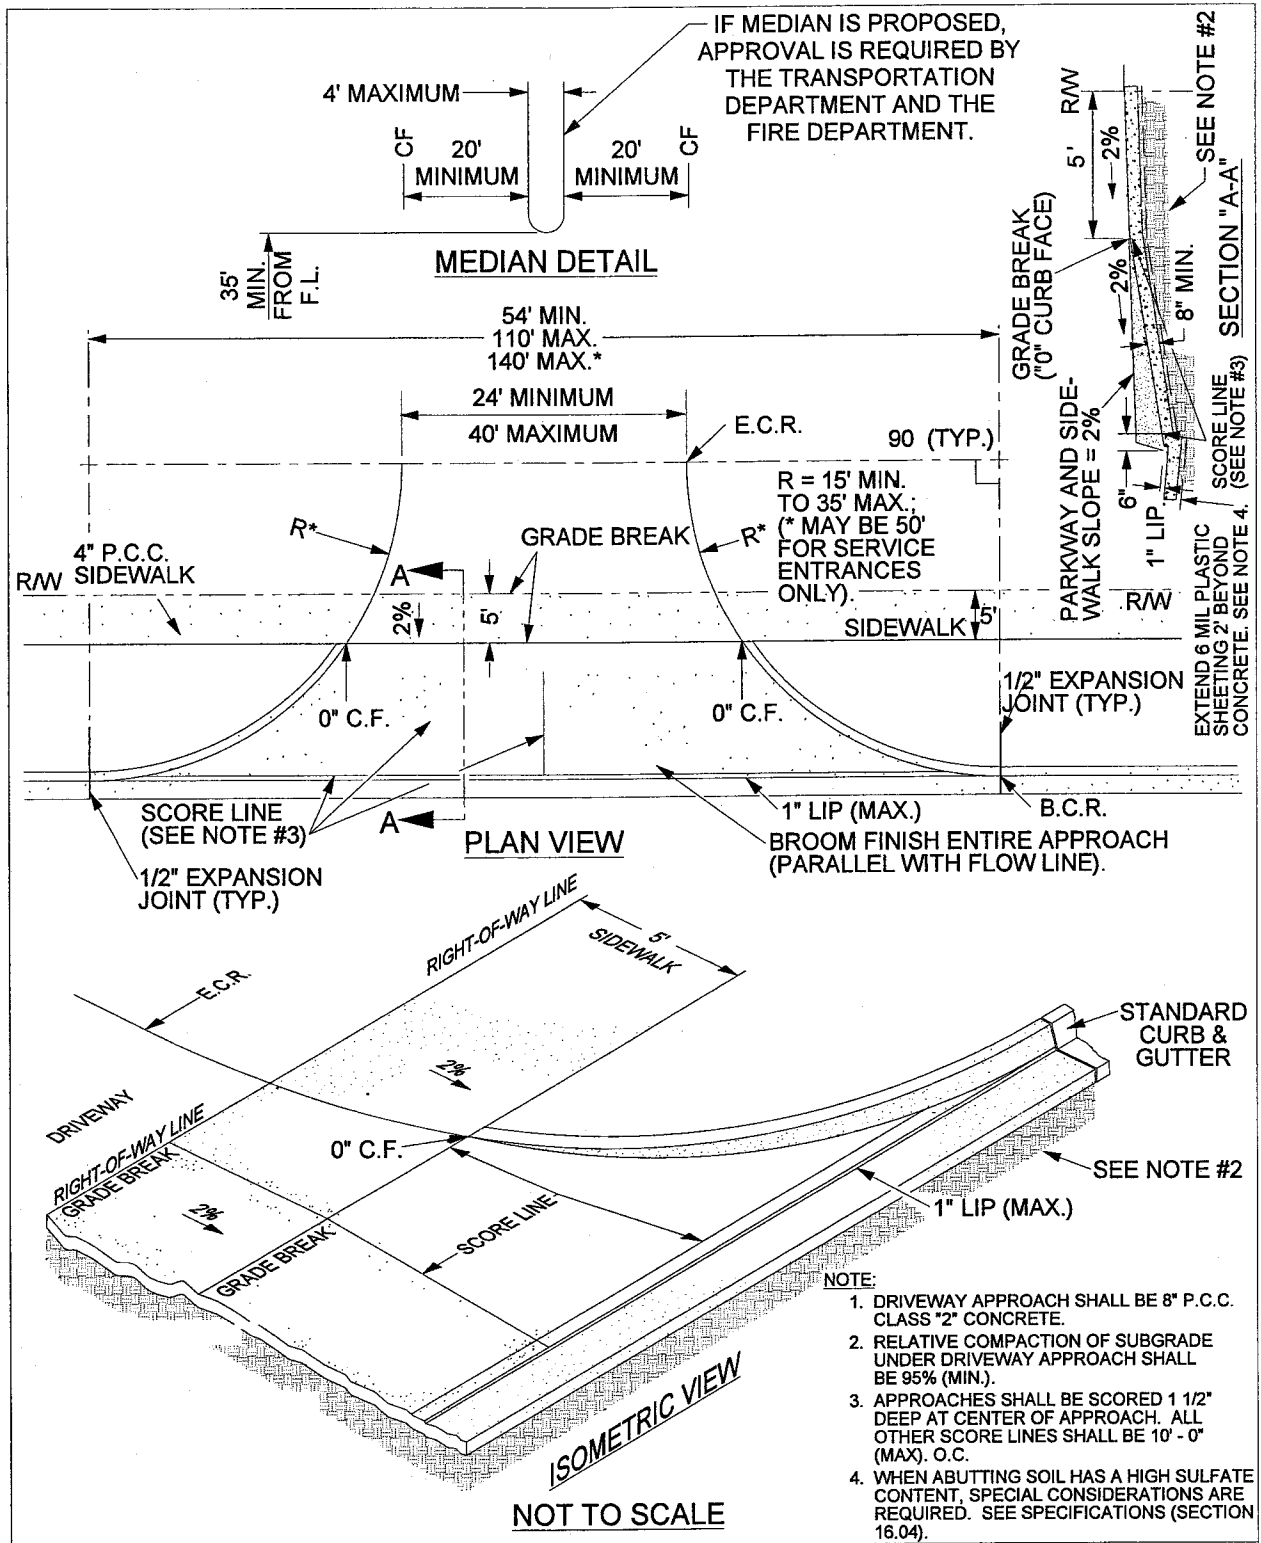 IF MEDIAN IS PROPOSED,
APPROVAL IS REQUIRED BY
THE TRANSPORTATION
DEPARTMENT AND THE
FIRE DEPARTMENT.
4' MAXIMUM
CF
20'
MINIMUM
20'
MINIMUM
CF
35'
MIN.
FROM
F.L.
MEDIAN DETAIL
R/W
5'
2%
SEE NOTE #2
GRADE BREAK
("0" CURB FACE)
2%
8" MIN.
SECTION "A-A"
PARKWAY AND SIDE-
WALK SLOPE = 2%
6"
1" LIP.
SCORE LINE
(SEE NOTE #3)
EXTEND 6 MIL PLASTIC
SHEETING 2' BEYOND
CONCRETE. SEE NOTE 4.
54' MIN.
110' MAX.
140' MAX.*
24' MINIMUM
40' MAXIMUM
E.C.R.
90 (TYP.)
R = 15' MIN.
TO 35' MAX.;
(* MAY BE 50'
FOR SERVICE
ENTRANCES
ONLY).
R*
R*
GRADE BREAK
4" P.C.C.
SIDEWALK
R/W
A
2%
5'
R/W
SIDEWALK
5'
0" C.F.
0" C.F.
1/2" EXPANSION
JOINT (TYP.)
SCORE LINE
(SEE NOTE #3)
A
PLAN VIEW
1" LIP (MAX.)
B.C.R.
BROOM FINISH ENTIRE APPROACH
(PARALLEL WITH FLOW LINE).
1/2" EXPANSION
JOINT (TYP.)
RIGHT-OF-WAY LINE
5'
SIDEWALK
E.C.R.
STANDARD
CURB &
GUTTER
2%
DRIVEWAY
RIGHT-OF-WAY LINE
GRADE BREAK
0" C.F.
SEE NOTE #2
2%
1" LIP (MAX.)
SCORE LINE
GRADE BREAK
ISOMETRIC VIEW
NOT TO SCALE
NOTE:
1. DRIVEWAY APPROACH SHALL BE 8" P.C.C.
CLASS "2" CONCRETE.
2. RELATIVE COMPACTION OF SUBGRADE
UNDER DRIVEWAY APPROACH SHALL
BE 95% (MIN.).
3. APPROACHES SHALL BE SCORED 1 1/2"
DEEP AT CENTER OF APPROACH. ALL
OTHER SCORE LINES SHALL BE 10' - 0"
(MAX). O.C.
4. WHEN ABUTTING SOIL HAS A HIGH SULFATE
CONTENT, SPECIAL CONSIDERATIONS ARE
REQUIRED. SEE SPECIFICATIONS (SECTION
16.04).